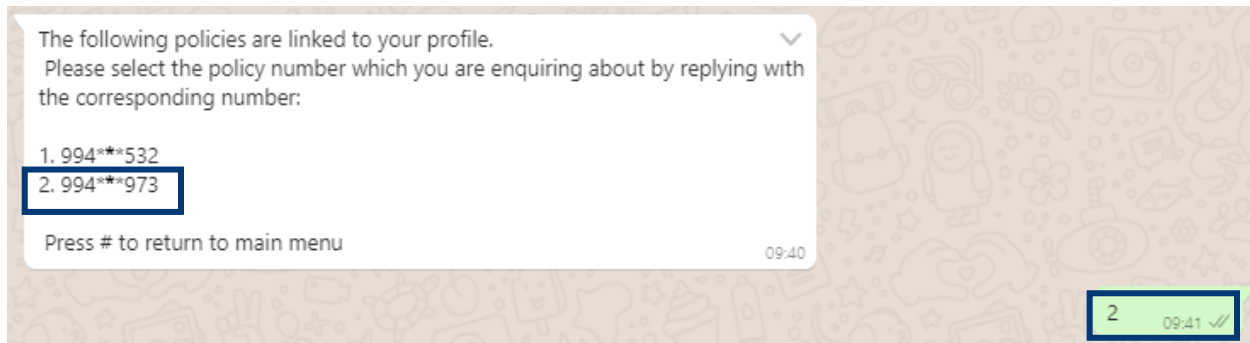 The following policies are linked to your profile.
Please select the policy number which you are enquiring about by replying with
the corresponding number:
1. 994***532
2. 994***973
Press # to return to main menu
09:40
2
09:41